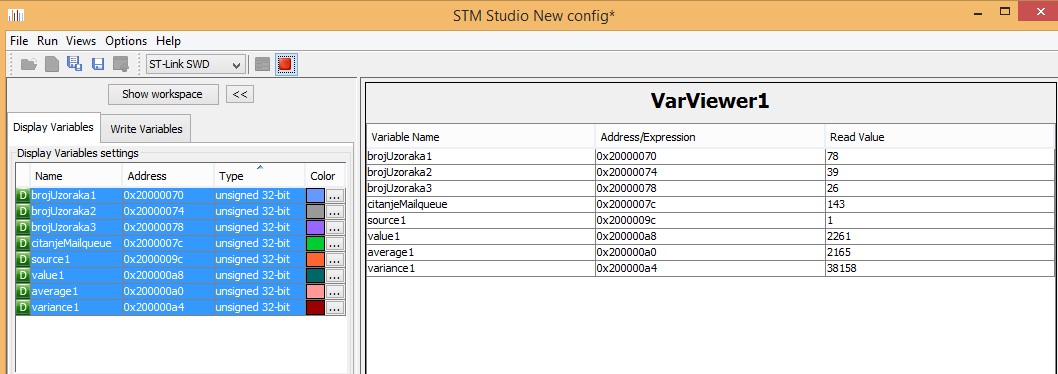 STM Studio New config*
File Run Views Options Help
ST-Link SWD
Show workspace <<
Display Variables Write Variables
Display Variables settings
Name Address Type Color
D brojUzoraka1 0x20000070 unsigned 32-bit ...
D brojUzoraka2 0x20000074 unsigned 32-bit ...
D brojUzoraka3 0x20000078 unsigned 32-bit ...
D citanjeMailqueue 0x2000007c unsigned 32-bit ...
D source1 0x2000009c unsigned 32-bit ...
D value1 0x200000a8 unsigned 32-bit ...
D average1 0x200000a0 unsigned 32-bit ...
D variance1 0x200000a4 unsigned 32-bit ...
VarViewer1
Variable Name Address/Expression Read Value
brojUzoraka1 0x20000070 78
brojUzoraka2 0x20000074 39
brojUzoraka3 0x20000078 26
citanjeMailqueue 0x2000007c 143
source1 0x2000009c 1
value1 0x200000a8 2261
average1 0x200000a0 2165
variance1 0x200000a4 38158